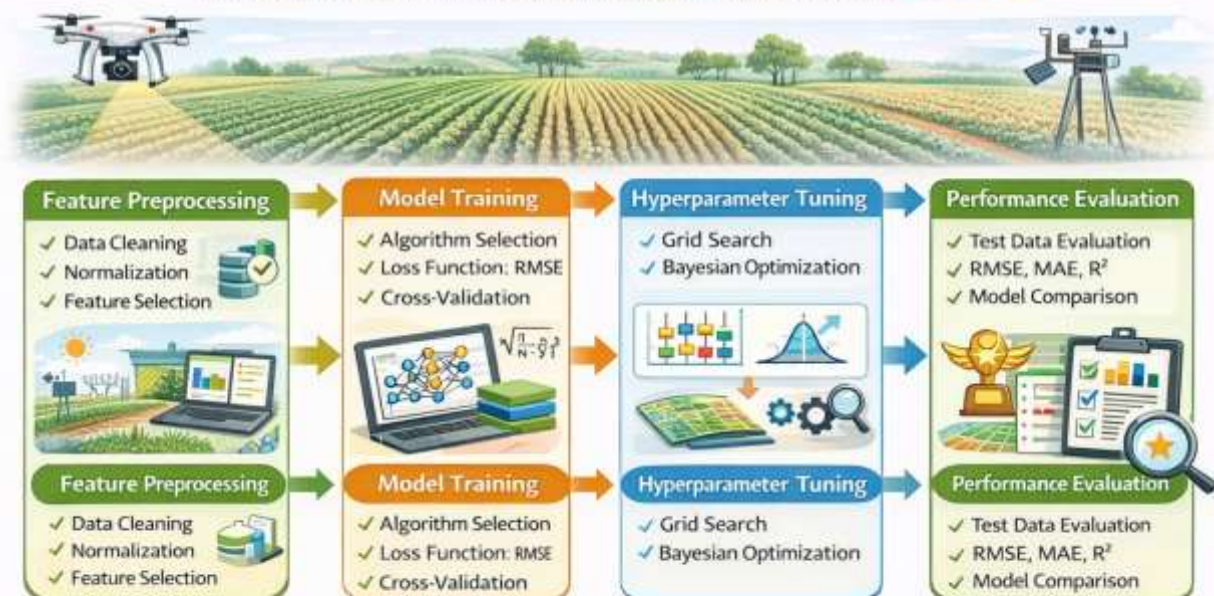 Feature Preprocessing
✓ Data Cleaning
✓ Normalization
✓ Feature Selection
Model Training
✓ Algorithm Selection
✓ Loss Function: RMSE
✓ Cross-Validation
Hyperparameter Tuning
✓ Grid Search
✓ Bayesian Optimization
Performance Evaluation
✓ Test Data Evaluation
✓ RMSE, MAE, R²
✓ Model Comparison
Feature Preprocessing
✓ Data Cleaning
✓ Normalization
✓ Feature Selection
Model Training
✓ Algorithm Selection
✓ Loss Function: RMSE
✓ Cross-Validation
Hyperparameter Tuning
✓ Grid Search
✓ Bayesian Optimization
Performance Evaluation
✓ Test Data Evaluation
✓ RMSE, MAE, R²
✓ Model Comparison